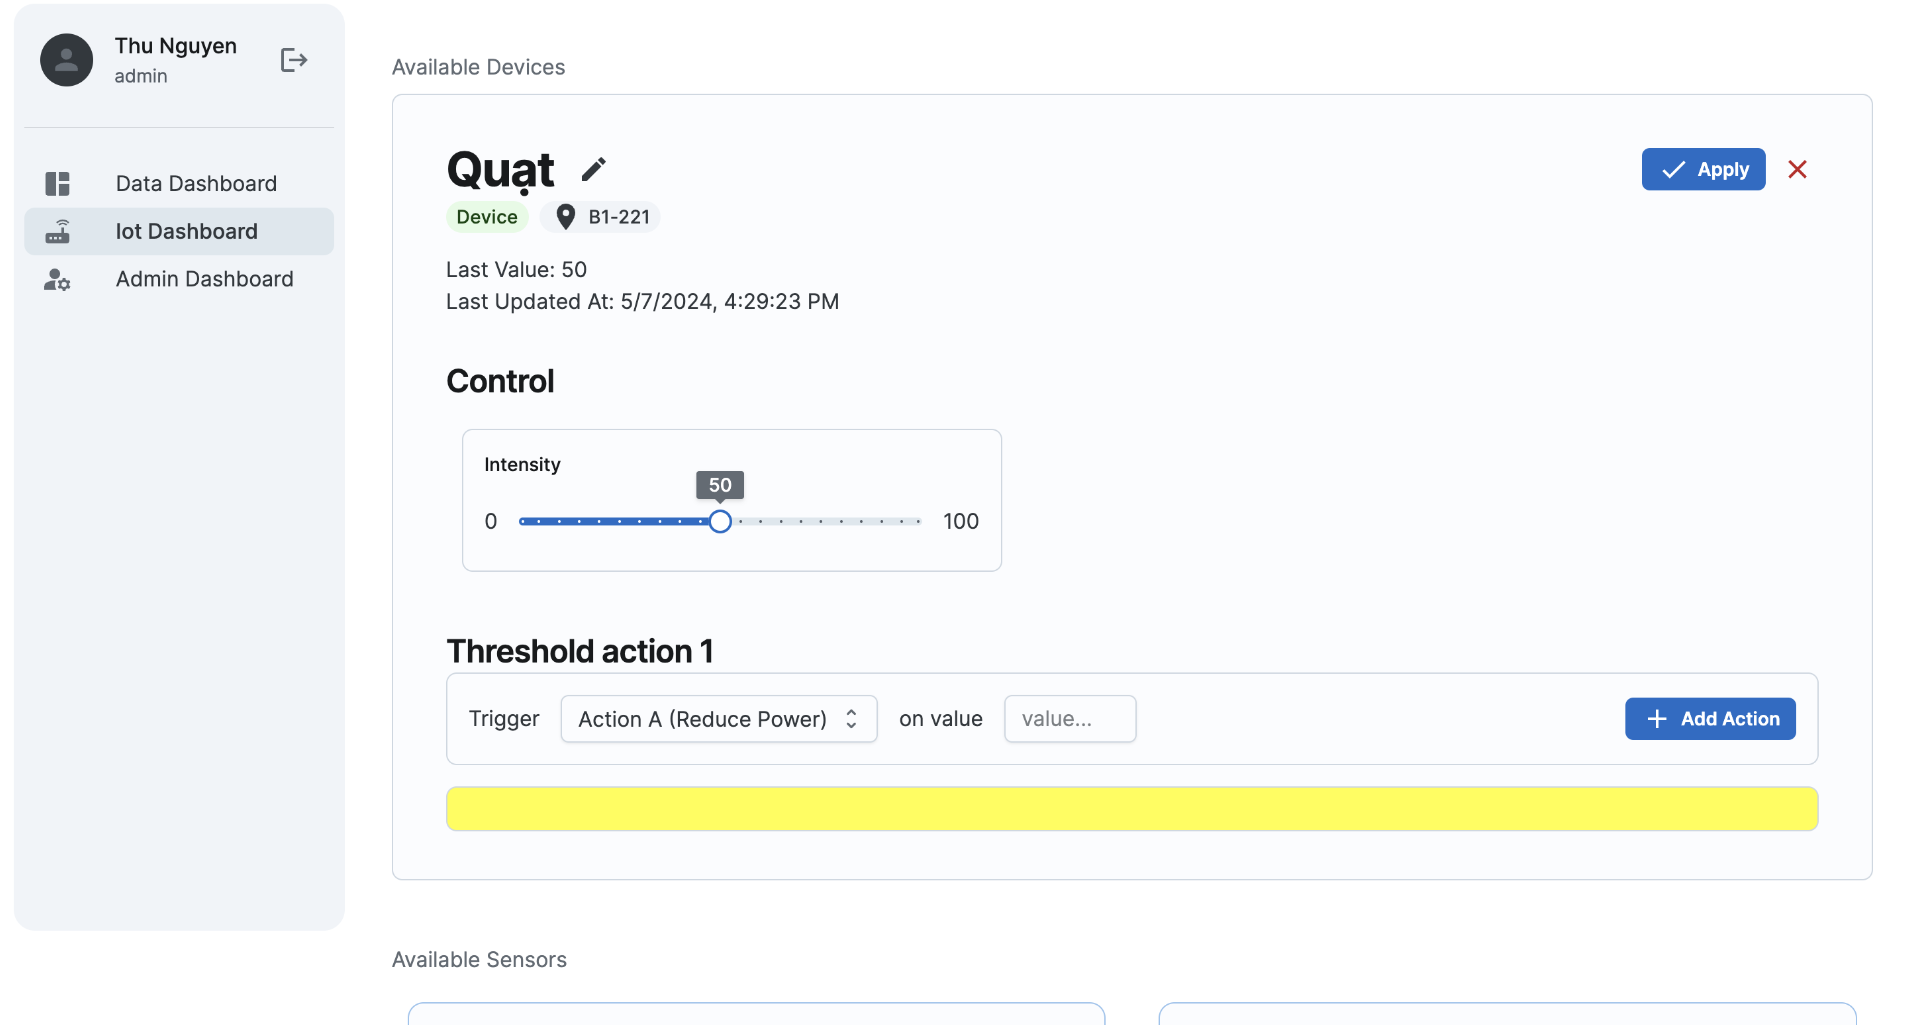 Thu Nguyen
admin
Data Dashboard
Iot Dashboard
Admin Dashboard
Available Devices
Quạt
Apply
Device B1-221
Last Value: 50
Last Updated At: 5/7/2024, 4:29:23 PM
Control
Intensity
50
0 100
Threshold action 1
Trigger Action A (Reduce Power) on value value... Add Action
Available Sensors